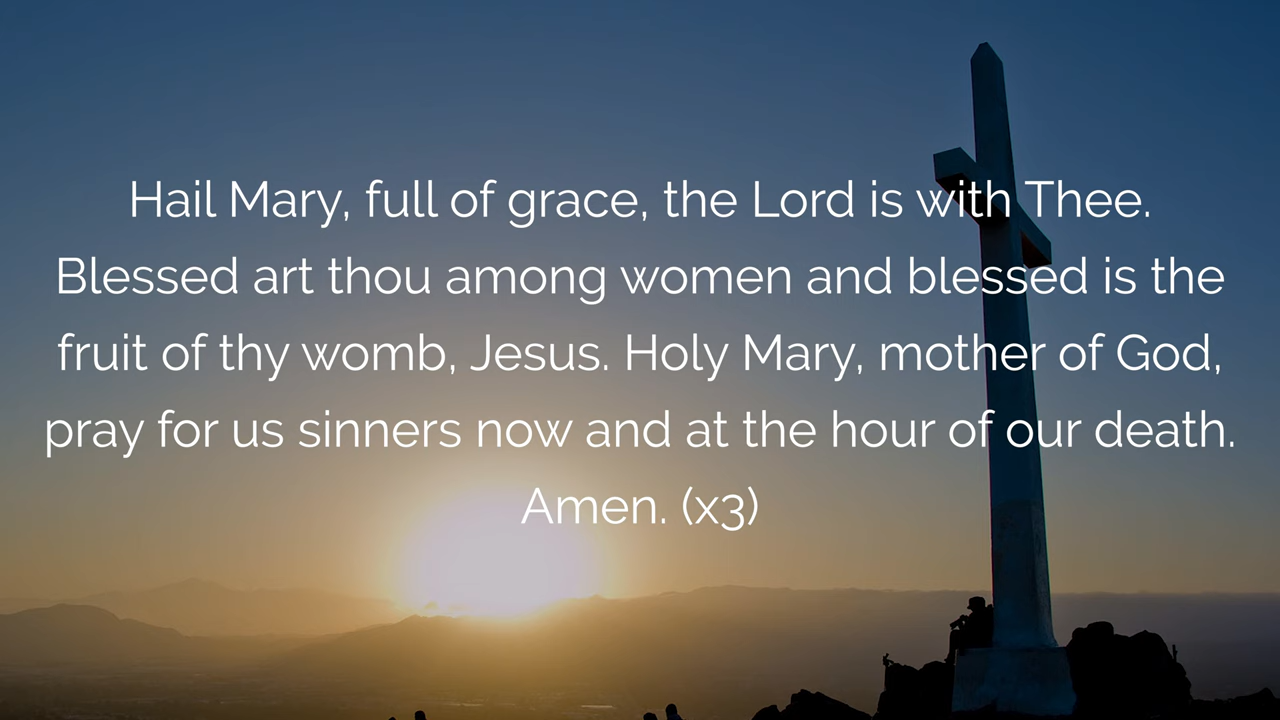 Hail Mary, full of grace, the Lord is with Thee.
Blessed art thou among women and blessed is the
fruit of thy womb, Jesus. Holy Mary, mother of God,
pray for us sinners now and at the hour of our death.
Amen. (x3)